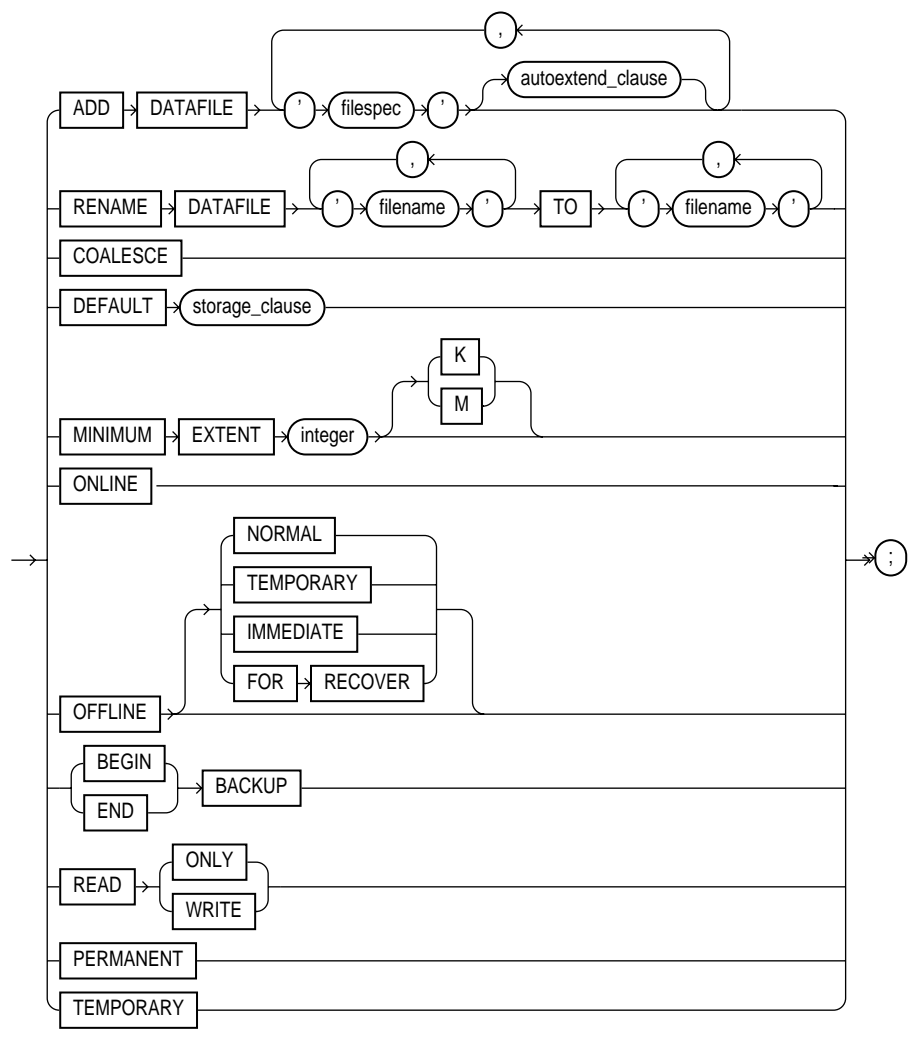 ,
autoextend_clause
ADD DATAFILE ' filespec '
, ,
RENAME DATAFILE ' filename ' TO ' filename '
COALESCE
DEFAULT storage_clause
K
M
MINIMUM EXTENT integer
ONLINE
NORMAL
;
TEMPORARY
IMMEDIATE
FOR RECOVER
OFFLINE
BEGIN
BACKUP
END
ONLY
READ
WRITE
PERMANENT
TEMPORARY